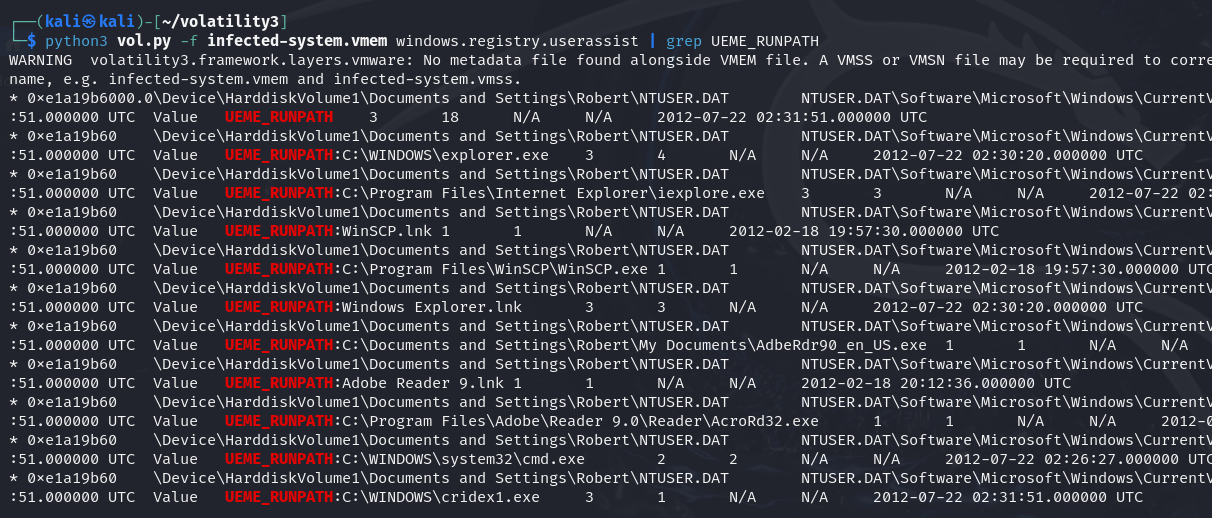 ┌──(kali㉿kali)-[~/volatility3]
└─$ python3 vol.py -f infected-system.vmem windows.registry.userassist | grep UEME_RUNPATH
WARNING  volatility3.framework.layers.vmware: No metadata file found alongside VMEM file. A VMSS or VMSN file may be required to corre
name, e.g. infected-system.vmem and infected-system.vmss.
* 0×e1a19b6000.0\Device\HarddiskVolume1\Documents and Settings\Robert\NTUSER.DAT NTUSER.DAT\Software\Microsoft\Windows\CurrentV
:51.000000 UTC Value UEME_RUNPATH 3 18 N/A N/A 2012-07-22 02:31:51.000000 UTC
* 0×e1a19b60 \Device\HarddiskVolume1\Documents and Settings\Robert\NTUSER.DAT NTUSER.DAT\Software\Microsoft\Windows\CurrentV
:51.000000 UTC Value UEME_RUNPATH:C:\WINDOWS\explorer.exe 3 4 N/A N/A 2012-07-22 02:30:20.000000 UTC
* 0×e1a19b60 \Device\HarddiskVolume1\Documents and Settings\Robert\NTUSER.DAT NTUSER.DAT\Software\Microsoft\Windows\CurrentV
:51.000000 UTC Value UEME_RUNPATH:C:\Program Files\Internet Explorer\iexplore.exe 3 3 N/A N/A 2012-07-22 02:
* 0×e1a19b60 \Device\HarddiskVolume1\Documents and Settings\Robert\NTUSER.DAT NTUSER.DAT\Software\Microsoft\Windows\CurrentV
:51.000000 UTC Value UEME_RUNPATH:WinSCP.lnk 1 1 N/A N/A 2012-02-18 19:57:30.000000 UTC
* 0×e1a19b60 \Device\HarddiskVolume1\Documents and Settings\Robert\NTUSER.DAT NTUSER.DAT\Software\Microsoft\Windows\CurrentV
:51.000000 UTC Value UEME_RUNPATH:C:\Program Files\WinSCP\WinSCP.exe 1 1 N/A N/A 2012-02-18 19:57:30.000000 UTC
* 0×e1a19b60 \Device\HarddiskVolume1\Documents and Settings\Robert\NTUSER.DAT NTUSER.DAT\Software\Microsoft\Windows\CurrentV
:51.000000 UTC Value UEME_RUNPATH:Windows Explorer.lnk 3 3 N/A N/A 2012-07-22 02:30:20.000000 UTC
* 0×e1a19b60 \Device\HarddiskVolume1\Documents and Settings\Robert\NTUSER.DAT NTUSER.DAT\Software\Microsoft\Windows\CurrentV
:51.000000 UTC Value UEME_RUNPATH:C:\Documents and Settings\Robert\My Documents\AdbeRdr90_en_US.exe 1 1 N/A N/A
* 0×e1a19b60 \Device\HarddiskVolume1\Documents and Settings\Robert\NTUSER.DAT NTUSER.DAT\Software\Microsoft\Windows\CurrentV
:51.000000 UTC Value UEME_RUNPATH:Adobe Reader 9.lnk 1 1 N/A N/A 2012-02-18 20:12:36.000000 UTC
* 0×e1a19b60 \Device\HarddiskVolume1\Documents and Settings\Robert\NTUSER.DAT NTUSER.DAT\Software\Microsoft\Windows\CurrentV
:51.000000 UTC Value UEME_RUNPATH:C:\Program Files\Adobe\Reader 9.0\Reader\AcroRd32.exe 1 1 N/A N/A 2012-0
* 0×e1a19b60 \Device\HarddiskVolume1\Documents and Settings\Robert\NTUSER.DAT NTUSER.DAT\Software\Microsoft\Windows\CurrentV
:51.000000 UTC Value UEME_RUNPATH:C:\WINDOWS\system32\cmd.exe 2 2 N/A N/A 2012-07-22 02:26:27.000000 UTC
* 0×e1a19b60 \Device\HarddiskVolume1\Documents and Settings\Robert\NTUSER.DAT NTUSER.DAT\Software\Microsoft\Windows\CurrentV
:51.000000 UTC Value UEME_RUNPATH:C:\WINDOWS\cridex1.exe 3 1 N/A N/A 2012-07-22 02:31:51.000000 UTC